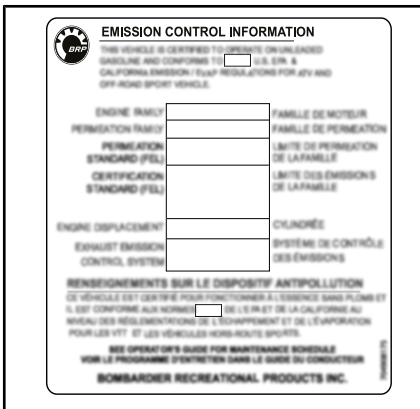 EMISSION CONTROL INFORMATION
BRP
THIS VEHICLE IS CERTIFIED TO OPERATE ON UNLEADED
GASOLINE AND CONFORMS TO U.S. EPA &
CALIFORNIA EMISSION / EVAP REGULATIONS FOR ATV AND
OFF-ROAD SPORT VEHICLE.
ENGINE FAMILY FAMILLE DE MOTEUR
PERMEATION FAMILY FAMILLE DE PERMÉATION
PERMEATION LIMITE DE PERMÉATION
STANDARD (FEL) DE LA FAMILLE
CERTIFICATION LIMITE DES ÉMISSIONS
STANDARD (FEL) DE LA FAMILLE
ENGINE DISPLACEMENT CYLINDRÉE
EXHAUST EMISSION SYSTÈME DE CONTRÔLE
CONTROL SYSTEM DES ÉMISSIONS
RENSEIGNEMENTS SUR LE DISPOSITIF ANTIPOLLUTION
CE VÉHICULE EST CERTIFIÉ POUR FONCTIONNER À L'ESSENCE SANS PLOMB ET
IL EST CONFORME AUX NORMES DE L'EPA ET DE LA CALIFORNIE AU
NIVEAU DES RÉGLEMENTATIONS DE L'ÉCHAPPEMENT ET DE L'ÉVAPORATION
POUR LES VTT ET LES VÉHICULES HORS-ROUTE SPORTS.
SEE OPERATOR'S GUIDE FOR MAINTENANCE SCHEDULE
VOIR LE PROGRAMME D'ENTRETIEN DANS LE GUIDE DU CONDUCTEUR
BOMBARDIER RECREATIONAL PRODUCTS INC.